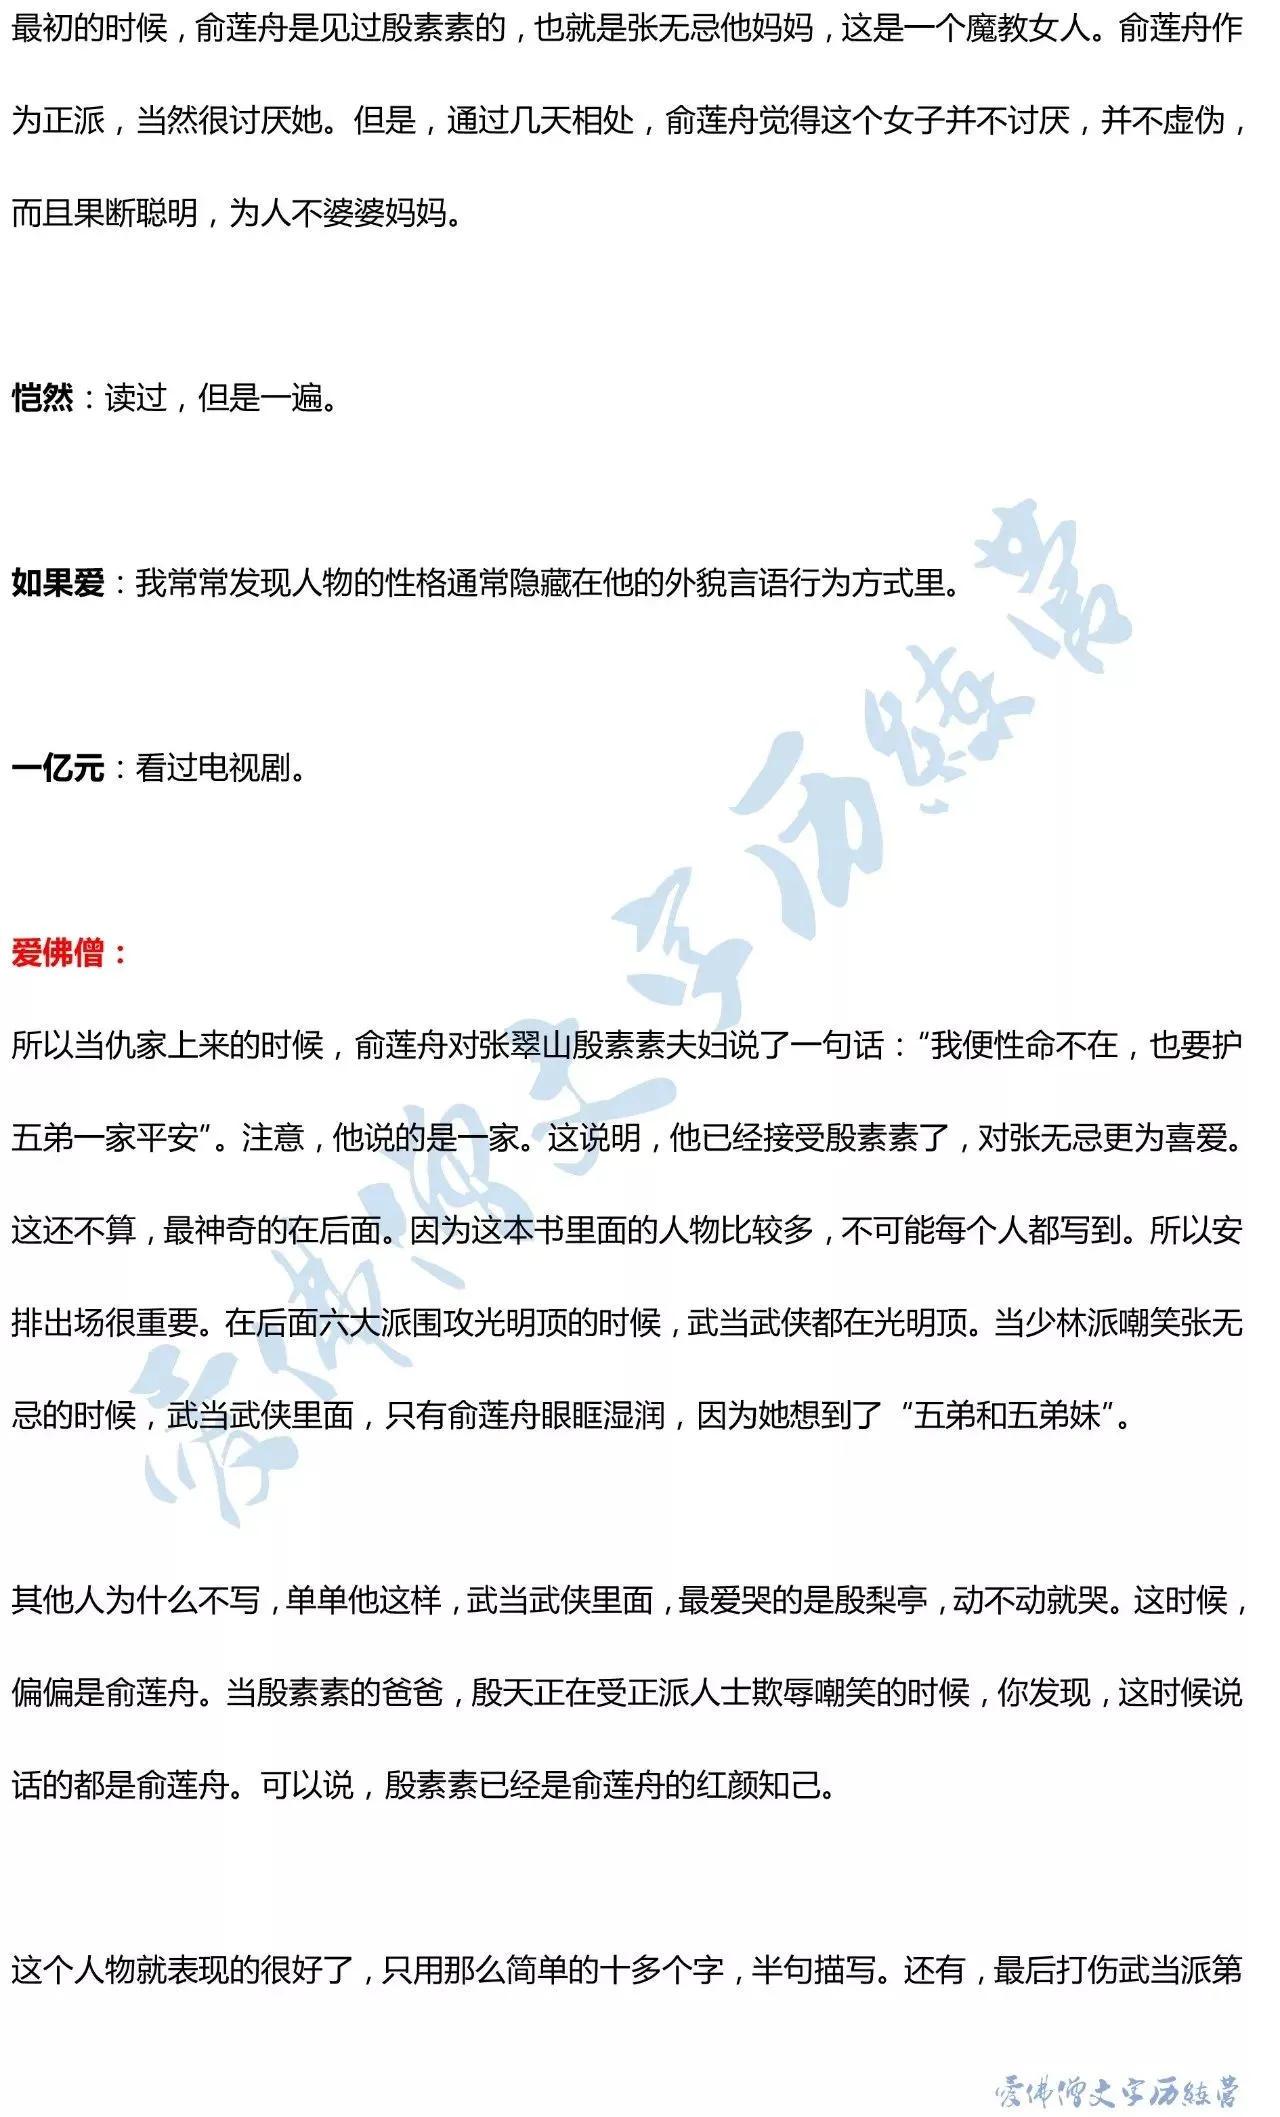 最初的时候，俞莲舟是见过殷素素的，也就是张无忌他妈妈，这是一个魔教女人。俞莲舟作
为正派，当然很讨厌她。但是，通过几天相处，俞莲舟觉得这个女子并不讨厌，并不虚伪，
而且果断聪明，为人不婆婆妈妈。
恺然：读过，但是一遍。
如果爱：我常常发现人物的性格通常隐藏在他的外貌言语行为方式里。
一亿元：看过电视剧。
爱佛僧：
所以当仇家上来的时候，俞莲舟对张翠山殷素素夫妇说了一句话：“我便性命不在，也要护
五弟一家平安”。注意，他说的是一家。这说明，他已经接受殷素素了，对张无忌更为喜爱。
这还不算，最神奇的在后面。因为这本书里面的人物比较多，不可能每个人都写到。所以安
排出场很重要。在后面六大派围攻光明顶的时候，武当武侠都在光明顶。当少林派嘲笑张无
忌的时候，武当武侠里面，只有俞莲舟眼眶湿润，因为她想到了“五弟和五弟妹”。
其他人为什么不写，单单他这样，武当武侠里面，最爱哭的是殷梨亭，动不动就哭。这时候，
偏偏是俞莲舟。当殷素素的爸爸，殷天正在受正派人士欺辱嘲笑的时候，你发现，这时候说
话的都是俞莲舟。可以说，殷素素已经是俞莲舟的红颜知己。
这个人物就表现的很好了，只用那么简单的十多个字，半句描写。还有，最后打伤武当派第
爱佛僧文字历练营
爱佛僧文字历练营